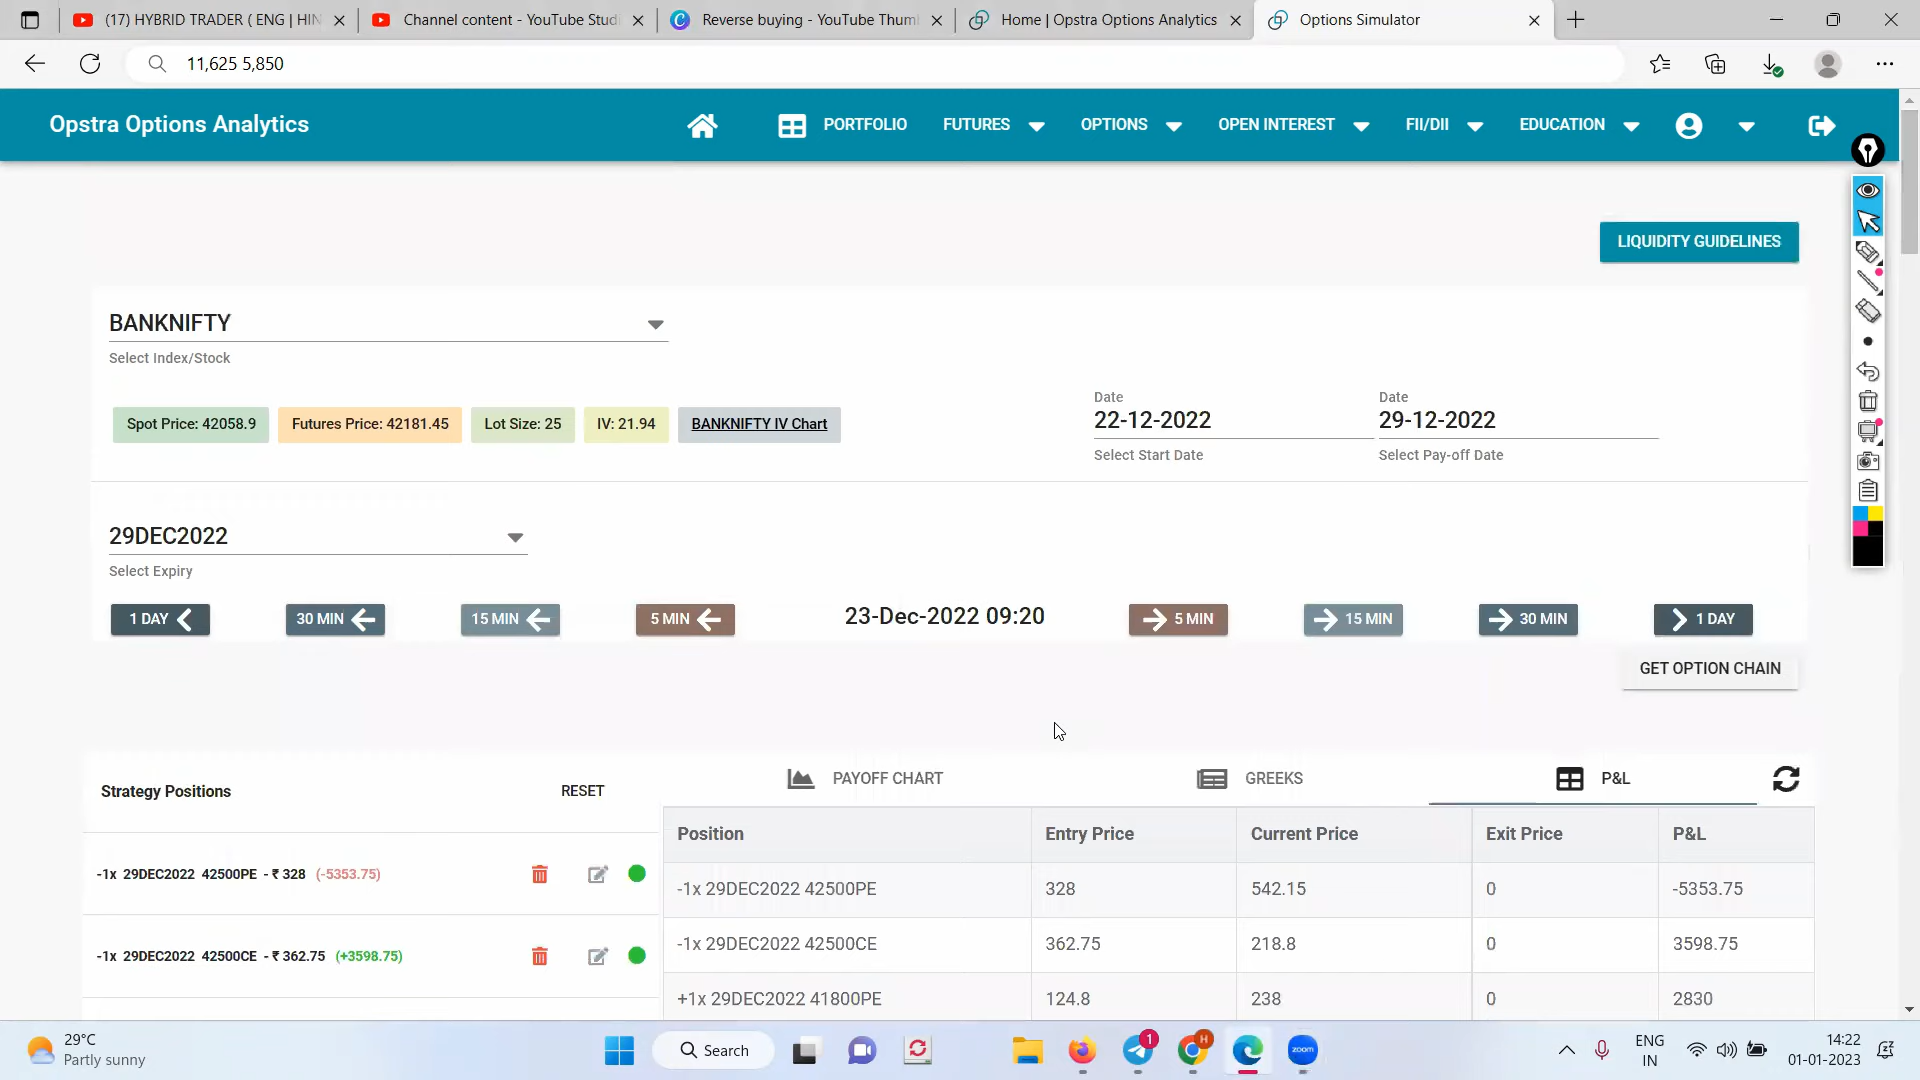 (17) HYBRID TRADER ( ENG | HIN
Channel content - YouTube Studi
Reverse buying - YouTube Thum
Home | Opstra Options Analytics
Options Simulator
11,625 5,850
Opstra Options Analytics
PORTFOLIO
FUTURES
OPTIONS
OPEN INTEREST
FII/DII
EDUCATION
LIQUIDITY GUIDELINES
BANKNIFTY
Select Index/Stock
Spot Price: 42058.9
Futures Price: 42181.45
Lot Size: 25
IV: 21.94
BANKNIFTY IV Chart
Date
22-12-2022
Select Start Date
Date
29-12-2022
Select Pay-off Date
29DEC2022
Select Expiry
1 DAY
30 MIN
15 MIN
5 MIN
23-Dec-2022 09:20
5 MIN
15 MIN
30 MIN
1 DAY
GET OPTION CHAIN
Strategy Positions
RESET
-1x 29DEC2022 42500PE - ₹ 328 (-5353.75)
-1x 29DEC2022 42500CE - ₹ 362.75 (+3598.75)
PAYOFF CHART
GREEKS
P&L
Position Entry Price Current Price Exit Price P&L
-1x 29DEC2022 42500PE 328 542.15 0 -5353.75
-1x 29DEC2022 42500CE 362.75 218.8 0 3598.75
+1x 29DEC2022 41800PE 124.8 238 0 2830
29°C
Partly sunny
Search
1
H
zoom
ENG
IN
14:22
01-01-2023